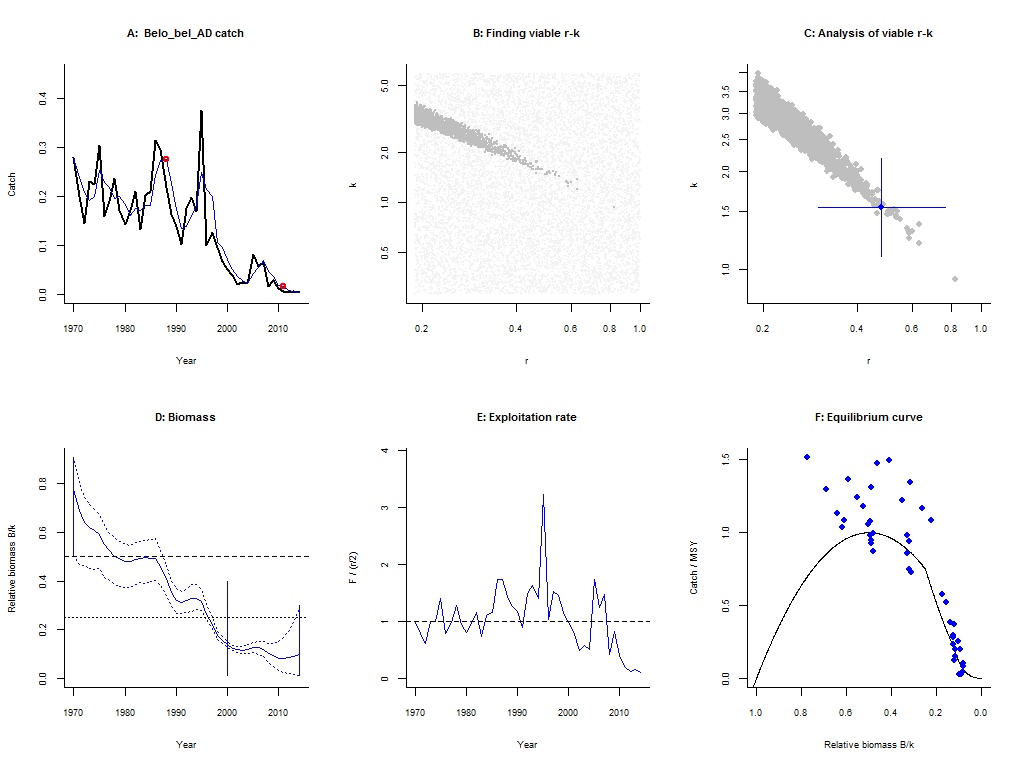 A: Belo_bel_AD catch
Catch
0.0 0.1 0.2 0.3 0.4
1970 1980 1990 2000 2010
Year
B: Finding viable r-k
k
0.5 1.0 2.0 5.0
0.2 0.4 0.6 0.8 1.0
r
C: Analysis of viable r-k
k
1.0 1.5 2.0 2.5 3.0 3.5
0.2 0.4 0.6 0.8 1.0
r
D: Biomass
Relative biomass B/k
0.0 0.2 0.4 0.6 0.8
1970 1980 1990 2000 2010
Year
E: Exploitation rate
F / (r/2)
0 1 2 3 4
1970 1980 1990 2000 2010
Year
F: Equilibrium curve
Catch / MSY
0.0 0.5 1.0 1.5
1.0 0.8 0.6 0.4 0.2 0.0
Relative biomass B/k